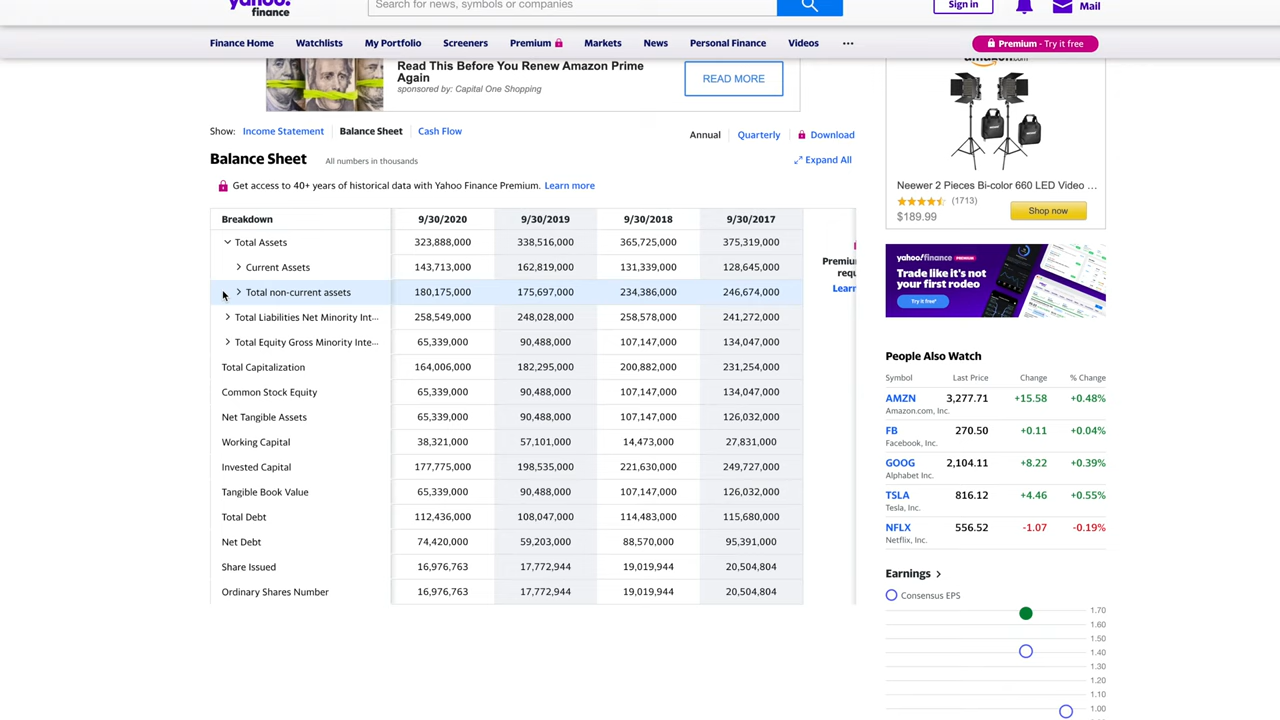 yahoo!
finance
Search for news, symbols or companies
Sign in
Mail
Finance Home
Watchlists
My Portfolio
Screeners
Premium
Markets
News
Personal Finance
Videos
Premium - Try it free
Read This Before You Renew Amazon Prime
Again
sponsored by: Capital One Shopping
READ MORE
amazon.com
Show:
Income Statement
Balance Sheet
Cash Flow
Annual
Quarterly
Download
Balance Sheet
All numbers in thousands
Expand All
Get access to 40+ years of historical data with Yahoo Finance Premium. Learn more
Breakdown 9/30/2020 9/30/2019 9/30/2018 9/30/2017
Total Assets 323,888,000 338,516,000 365,725,000 375,319,000
Current Assets 143,713,000 162,819,000 131,339,000 128,645,000
Total non-current assets 180,175,000 175,697,000 234,386,000 246,674,000
Total Liabilities Net Minority Int... 258,549,000 248,028,000 258,578,000 241,272,000
Total Equity Gross Minority Inte... 65,339,000 90,488,000 107,147,000 134,047,000
Total Capitalization 164,006,000 182,295,000 200,882,000 231,254,000
Common Stock Equity 65,339,000 90,488,000 107,147,000 134,047,000
Net Tangible Assets 65,339,000 90,488,000 107,147,000 126,032,000
Working Capital 38,321,000 57,101,000 14,473,000 27,831,000
Invested Capital 177,775,000 198,535,000 221,630,000 249,727,000
Tangible Book Value 65,339,000 90,488,000 107,147,000 126,032,000
Total Debt 112,436,000 108,047,000 114,483,000 115,680,000
Net Debt 74,420,000 59,203,000 88,570,000 95,391,000
Share Issued 16,976,763 17,772,944 19,019,944 20,504,804
Ordinary Shares Number 16,976,763 17,772,944 19,019,944 20,504,804
Premium
requ
Learn
Neewer 2 Pieces Bi-color 660 LED Video ...
(1713)
$189.99
Shop now
yahoo!finance PREMIUM
Trade like it's not
your first rodeo
Try it free*
People Also Watch
Symbol Last Price Change % Change
AMZN 3,277.71 +15.58 +0.48%
Amazon.com, Inc.
FB 270.50 +0.11 +0.04%
Facebook, Inc.
GOOG 2,104.11 +8.22 +0.39%
Alphabet Inc.
TSLA 816.12 +4.46 +0.55%
Tesla, Inc.
NFLX 556.52 -1.07 -0.19%
Netflix, Inc.
Earnings
Consensus EPS
1.70
1.60
1.50
1.40
1.30
1.20
1.10
1.00